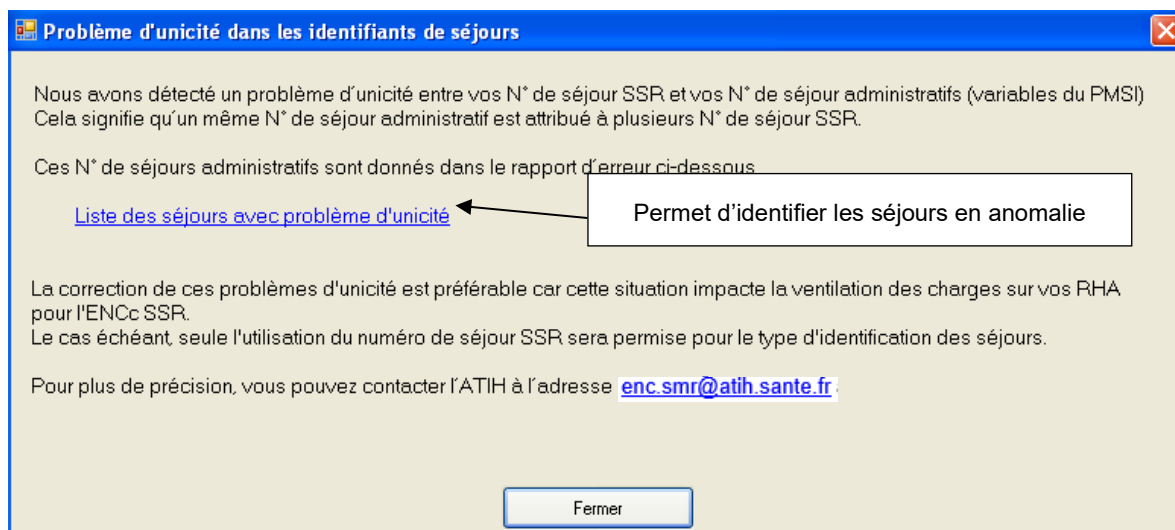 Problème d'unicité dans les identifiants de séjours
Nous avons détecté un problème d'unicité entre vos N° de séjour SSR et vos N° de séjour administratifs (variables du PMSI)
Cela signifie qu'un même N° de séjour administratif est attribué à plusieurs N° de séjour SSR.
Ces N° de séjours administratifs sont donnés dans le rapport d'erreur ci-dessous
Liste des séjours avec problème d'unicité
Permet d'identifier les séjours en anomalie
La correction de ces problèmes d'unicité est préférable car cette situation impacte la ventilation des charges sur vos RHA
pour l'ENCc SSR.
Le cas échéant, seule l'utilisation du numéro de séjour SSR sera permise pour le type d'identification des séjours.
Pour plus de précision, vous pouvez contacter l'ATIH à l'adresse enc.smr@atih.sante.fr
Fermer